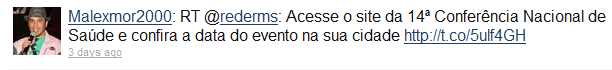 Malexmor2000: RT @rederms: Acesse o site da 14ª Conferência Nacional de
Saúde e confira a data do evento na sua cidade http://t.co/5ulf4GH
3 days ago